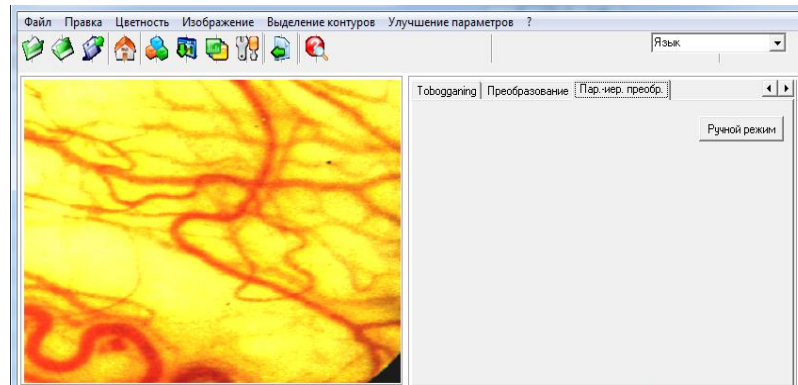 Файл Правка Цветность Изображение Выделение контуров Улучшение параметров ?
Язык
Tobogganing Преобразование Пар.-иер. преобр.
Ручной режим